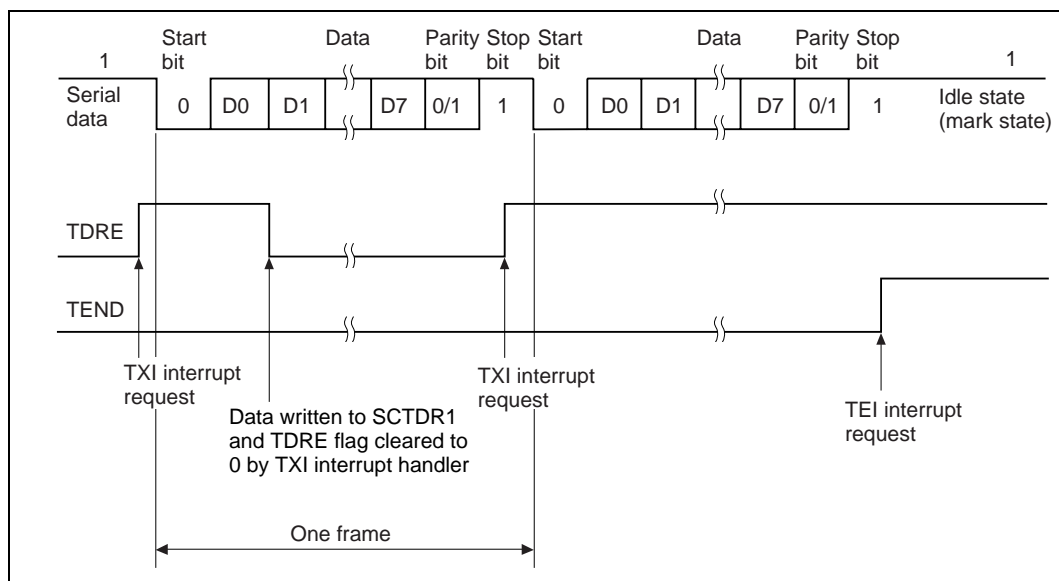 Start
bit
Data
Parity
bit
Stop
bit
Start
bit
Data
Parity
bit
Stop
bit
1
1
Serial
data
0
D0
D1
D7
0/1
1
0
D0
D1
D7
0/1
1
Idle state
(mark state)
TDRE
TEND
TXI interrupt
request
Data written to SCTDR1
and TDRE flag cleared to
0 by TXI interrupt handler
TXI interrupt
request
TEI interrupt
request
One frame